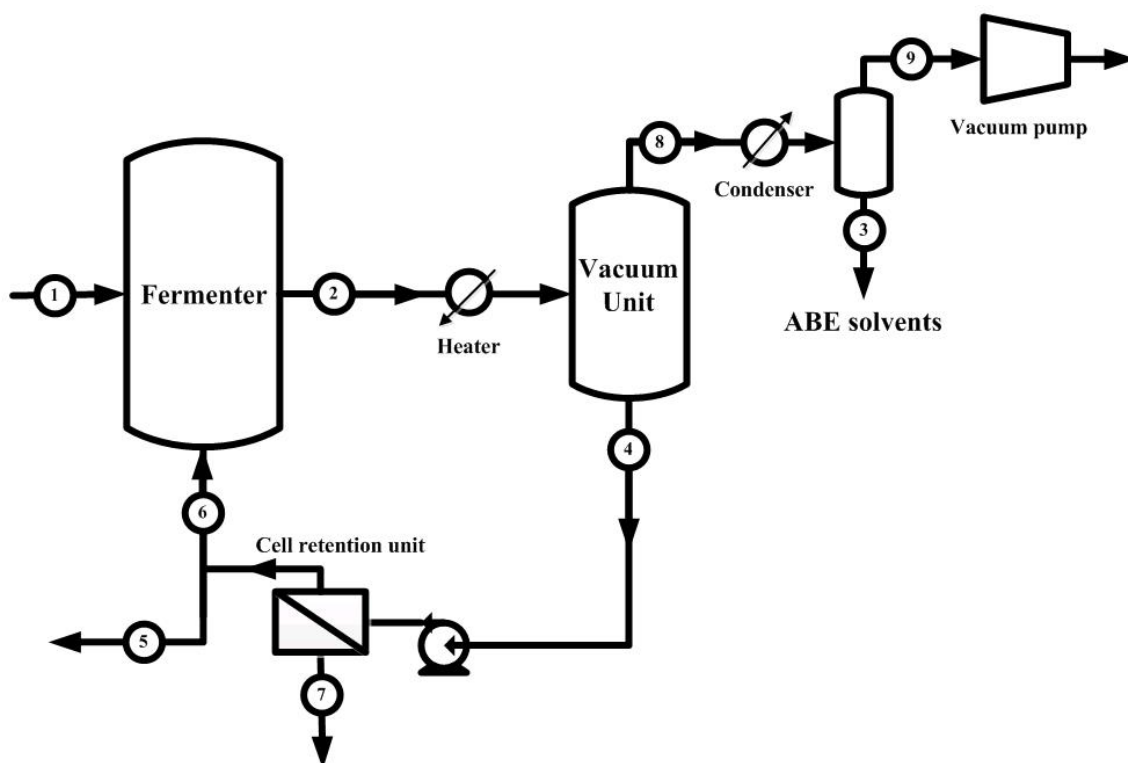 9
Vacuum pump
8
Condenser
3
ABE solvents
1
Fermenter
2
Heater
Vacuum
Unit
4
6
Cell retention unit
5
7